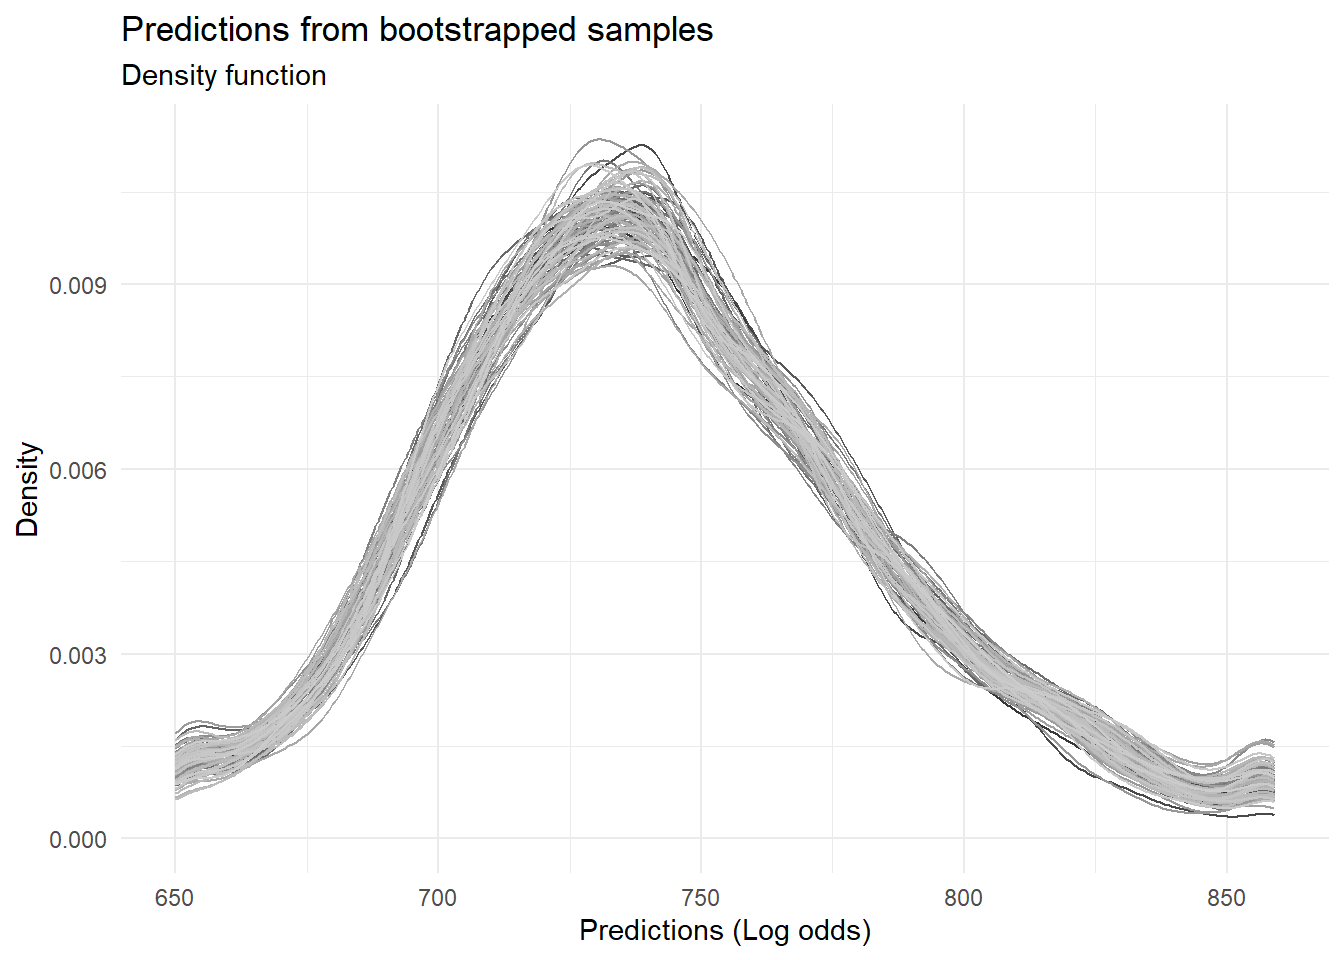 Predictions from bootstrapped samples
Density function
Density
0.009
0.006
0.003
0.000
650 700 750 800 850
Predictions (Log odds)